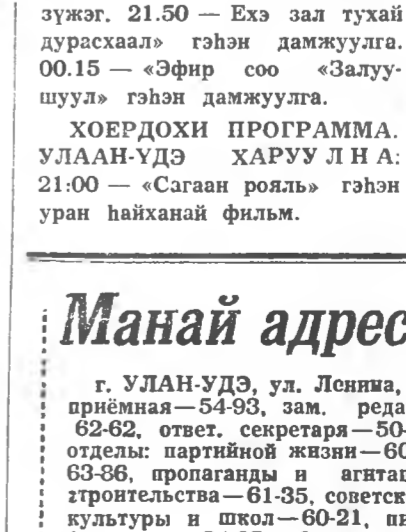 зүжэг. 21.50 — Ехэ зал тухай
дурасхаал» гэһэн дамжуулга.
00.15 — «Эфир соо «Залуу-
шуул» гэһэн дамжуулга.
ХОЕРДОХИ ПРОГРАММА.
УЛААН-ҮДЭ ХАРУУЛНА:
21:00 — «Сагаан рояль» гэһэн
уран һайханай фильм.
Манай адрес
г. УЛАН-УДЭ, ул. Ленина,
приёмная—54-93, зам. реда
62-62, ответ. секретаря—50-
отделы: партийной жизни—60
63-86, пропаганды и агитац
строительства—61-35, советск
культуры и школ—60-21, пи